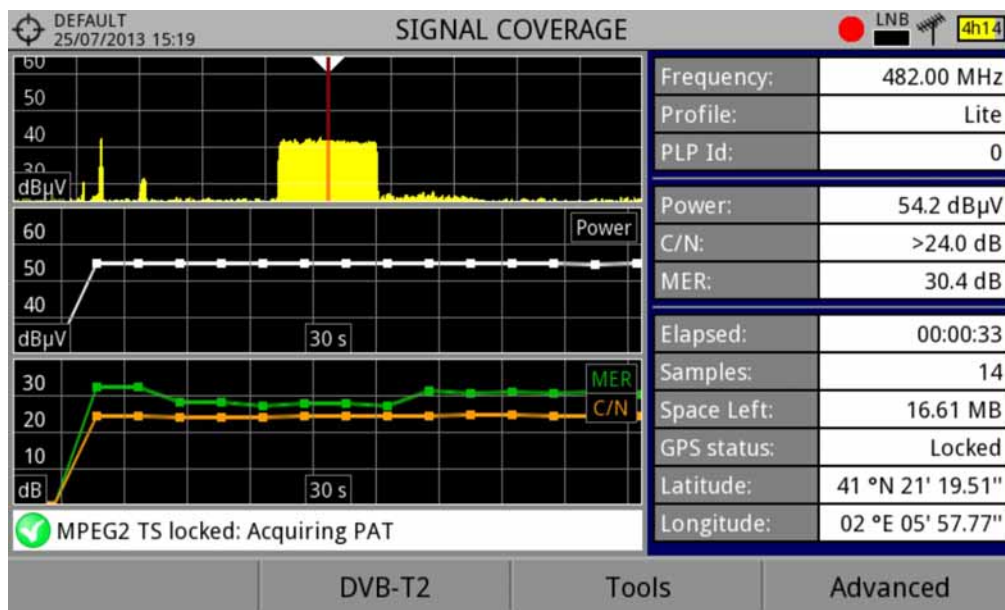 DEFAULT
25/07/2013 15:19
SIGNAL COVERAGE
LNB
4h14
60
50
40
30
dBµV
60
50
40
dBµV
Power
30 s
30
20
10
dB
MER
C/N
30 s
MPEG2 TS locked: Acquiring PAT
Frequency: 482.00 MHz
Profile: Lite
PLP Id: 0
Power: 54.2 dBµV
C/N: >24.0 dB
MER: 30.4 dB
Elapsed: 00:00:33
Samples: 14
Space Left: 16.61 MB
GPS status: Locked
Latitude: 41 °N 21' 19.51''
Longitude: 02 °E 05' 57.77''
DVB-T2
Tools
Advanced